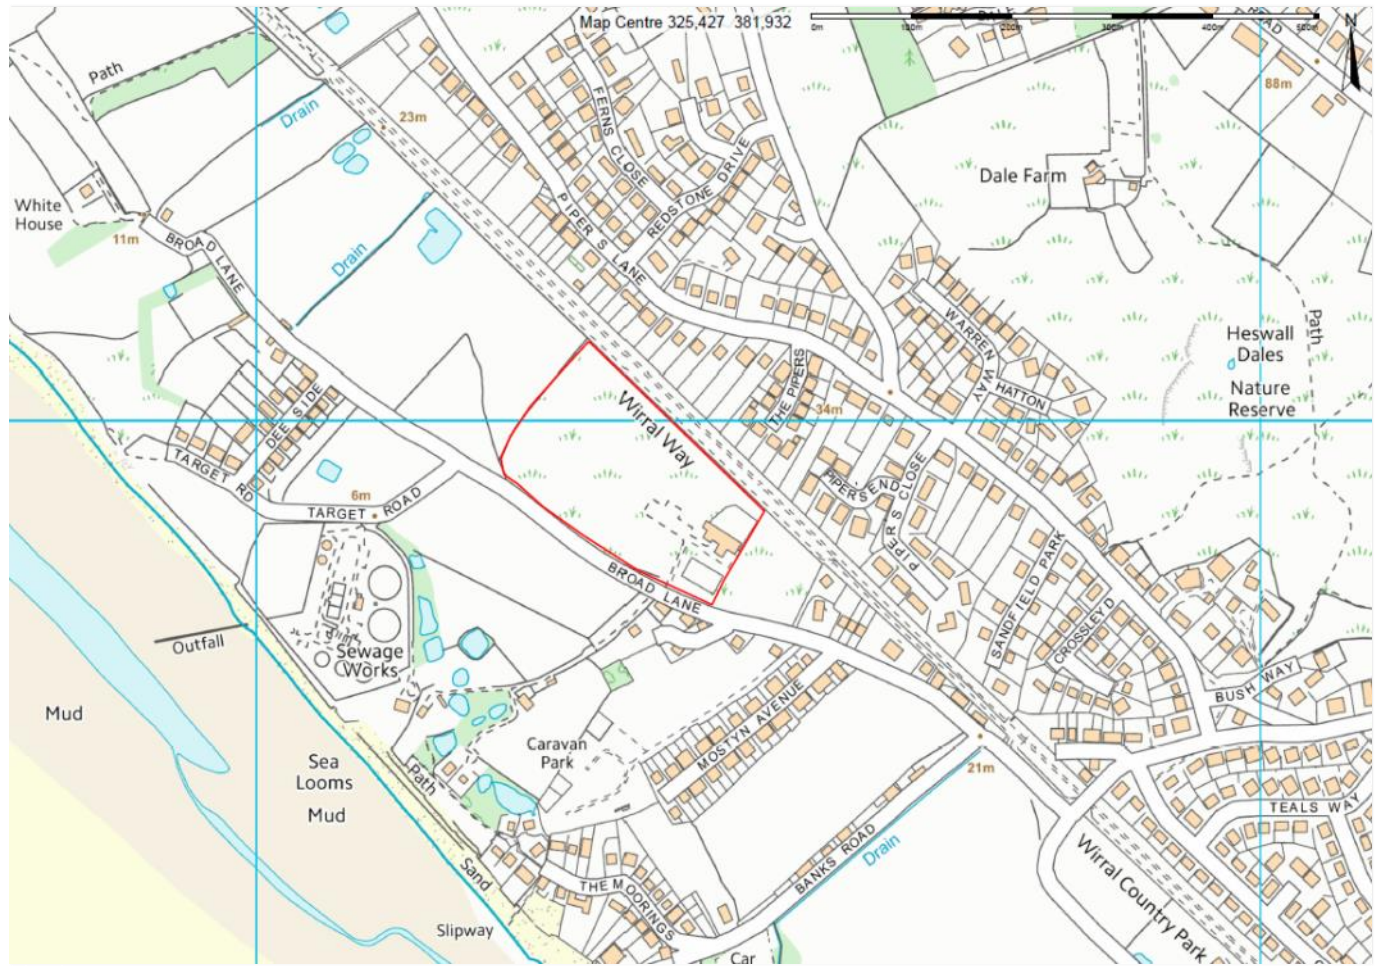 Map Centre 325,427 381,932
0m
100m
200m
300m
400m
500m
N
ROAD
88m
Path
Drain
23m
FERNS CLOSE
REDSTONE DRIVE
PIPER S LANE
Dale Farm
White
House
11m
BROAD LANE
Drain
WARREN WAY
HATTON
Path
Heswall
Dales
Nature
Reserve
DEE SIDE
THE PIPERS
34m
Wirral Way
TARGET RD
6m
TARGET ROAD
PIPERS END
PIPER S CLOSE
BROAD LANE
SANDFIELD PARK
CROSSLEY D
Outfall
Sewage
Works
BUSH WAY
Mud
MOSTYN AVENUE
Caravan
Park
Sea
Looms
Mud
Path
21m
TEALS WAY
BANKS ROAD
Drain
Sand
THE MOORINGS
Wirral Country Park
Slipway
Car